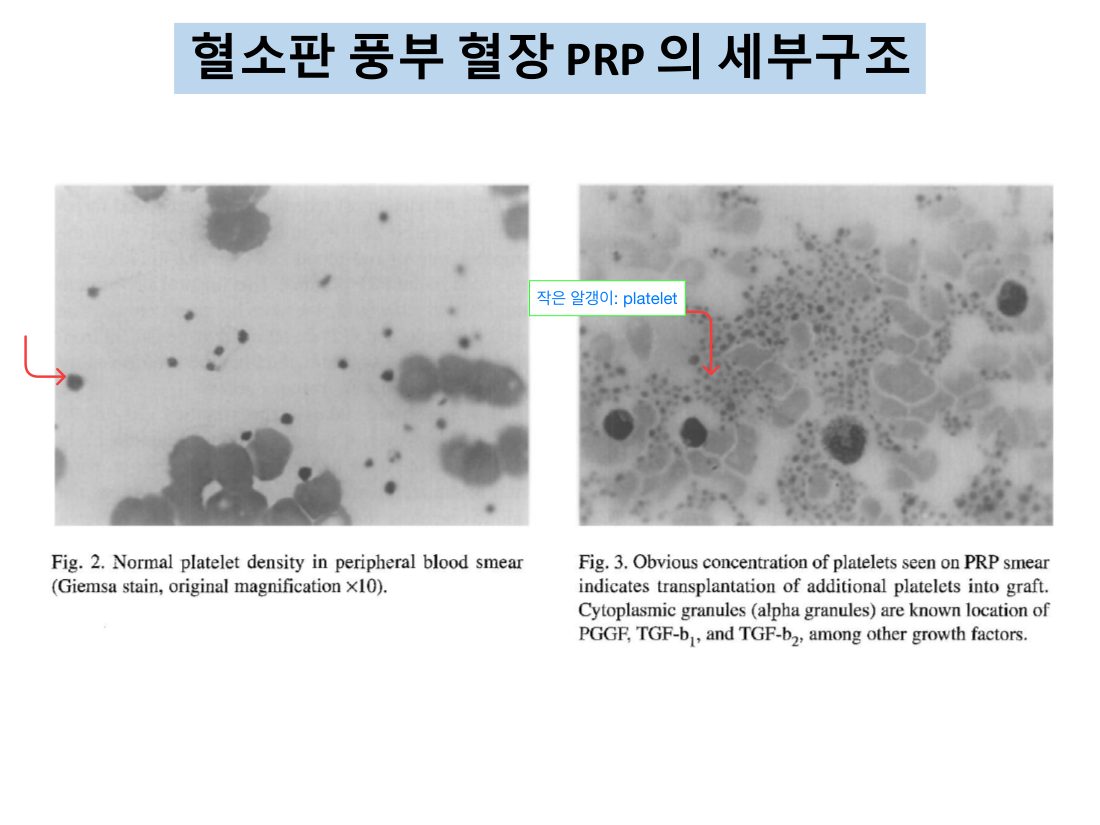 혈소판 풍부 혈장 PRP 의 세부구조
작은 알갱이: platelet
Fig. 2. Normal platelet density in peripheral blood smear
(Giemsa stain, original magnification ×10).
Fig. 3. Obvious concentration of platelets seen on PRP smear
indicates transplantation of additional platelets into graft.
Cytoplasmic granules (alpha granules) are known location of
PGGF, TGF-b1, and TGF-b2, among other growth factors.